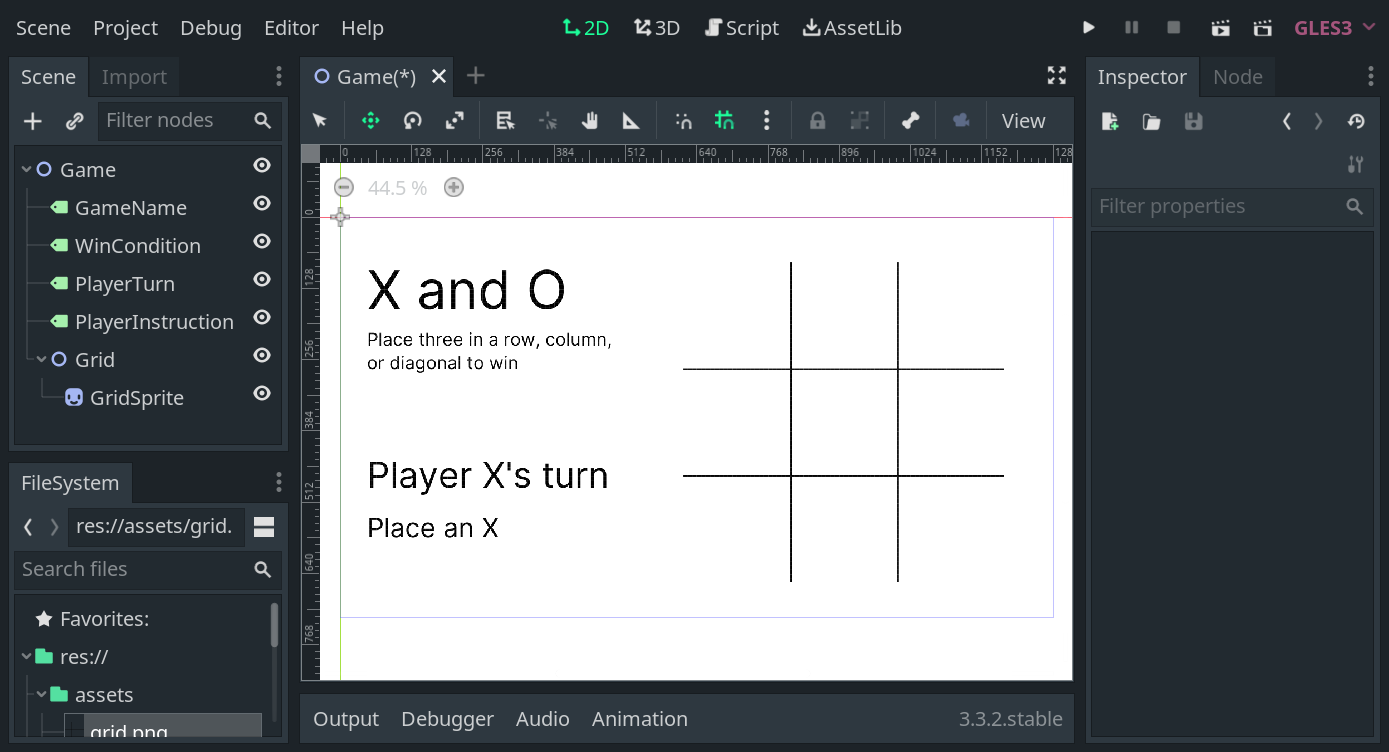 Scene Project Debug Editor Help 2D 3D Script AssetLib GLES3
Scene Import
Filter nodes
Game
GameName
WinCondition
PlayerTurn
PlayerInstruction
Grid
GridSprite
FileSystem
res://assets/grid.
Search files
Favorites:
res://
assets
grid.png
Game(*)
View
0 128 256 384 512 640 768 896 1024 1152 128
0
128
256
384
512
640
768
44.5 %
X and O
Place three in a row, column,
or diagonal to win
Player X's turn
Place an X
Output Debugger Audio Animation 3.3.2.stable
Inspector Node
Filter properties